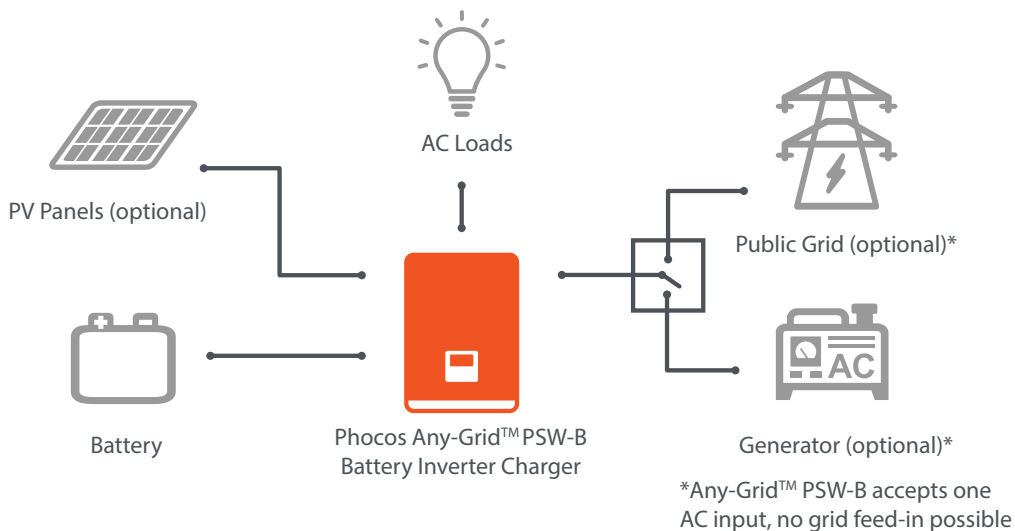 AC Loads
PV Panels (optional)
Public Grid (optional)*
AC
Battery
Phocos Any-Grid™ PSW-B
Battery Inverter Charger
Generator (optional)*
*Any-Grid™ PSW-B accepts one
AC input, no grid feed-in possible